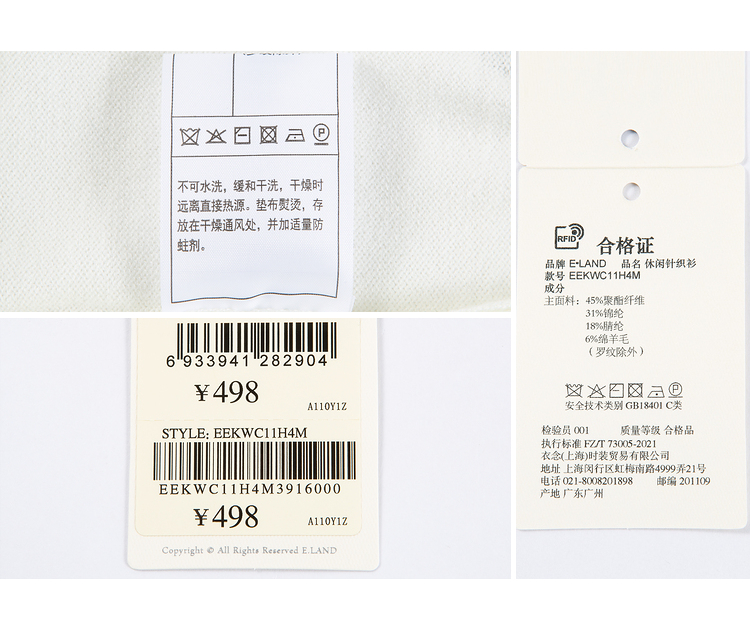 不可水洗，缓和干洗，干燥时
远离直接热源。垫布熨烫，存
放在干燥通风处，并加适量防
蛀剂。
6 933941 282904
￥498
A110Y1Z
STYLE: EEKWC11H4M
EEKWC11H4M3916000
￥498
A110Y1Z
Copyright © All Rights Reserved E.LAND
RFID
合格证
品牌 E•LAND 品名 休闲针织衫
款号 EEKWC11H4M
成分
主面料: 45%聚酯纤维
31%锦纶
18%腈纶
6%绵羊毛
（罗纹除外）
安全技术类别 GB18401 C类
检验员 001 质量等级 合格品
执行标准 FZ/T 73005-2021
衣念(上海)时装贸易有限公司
地址 上海闵行区虹梅南路4999弄21号
电话 021-8008201898 邮编 201109
产地 广东广州